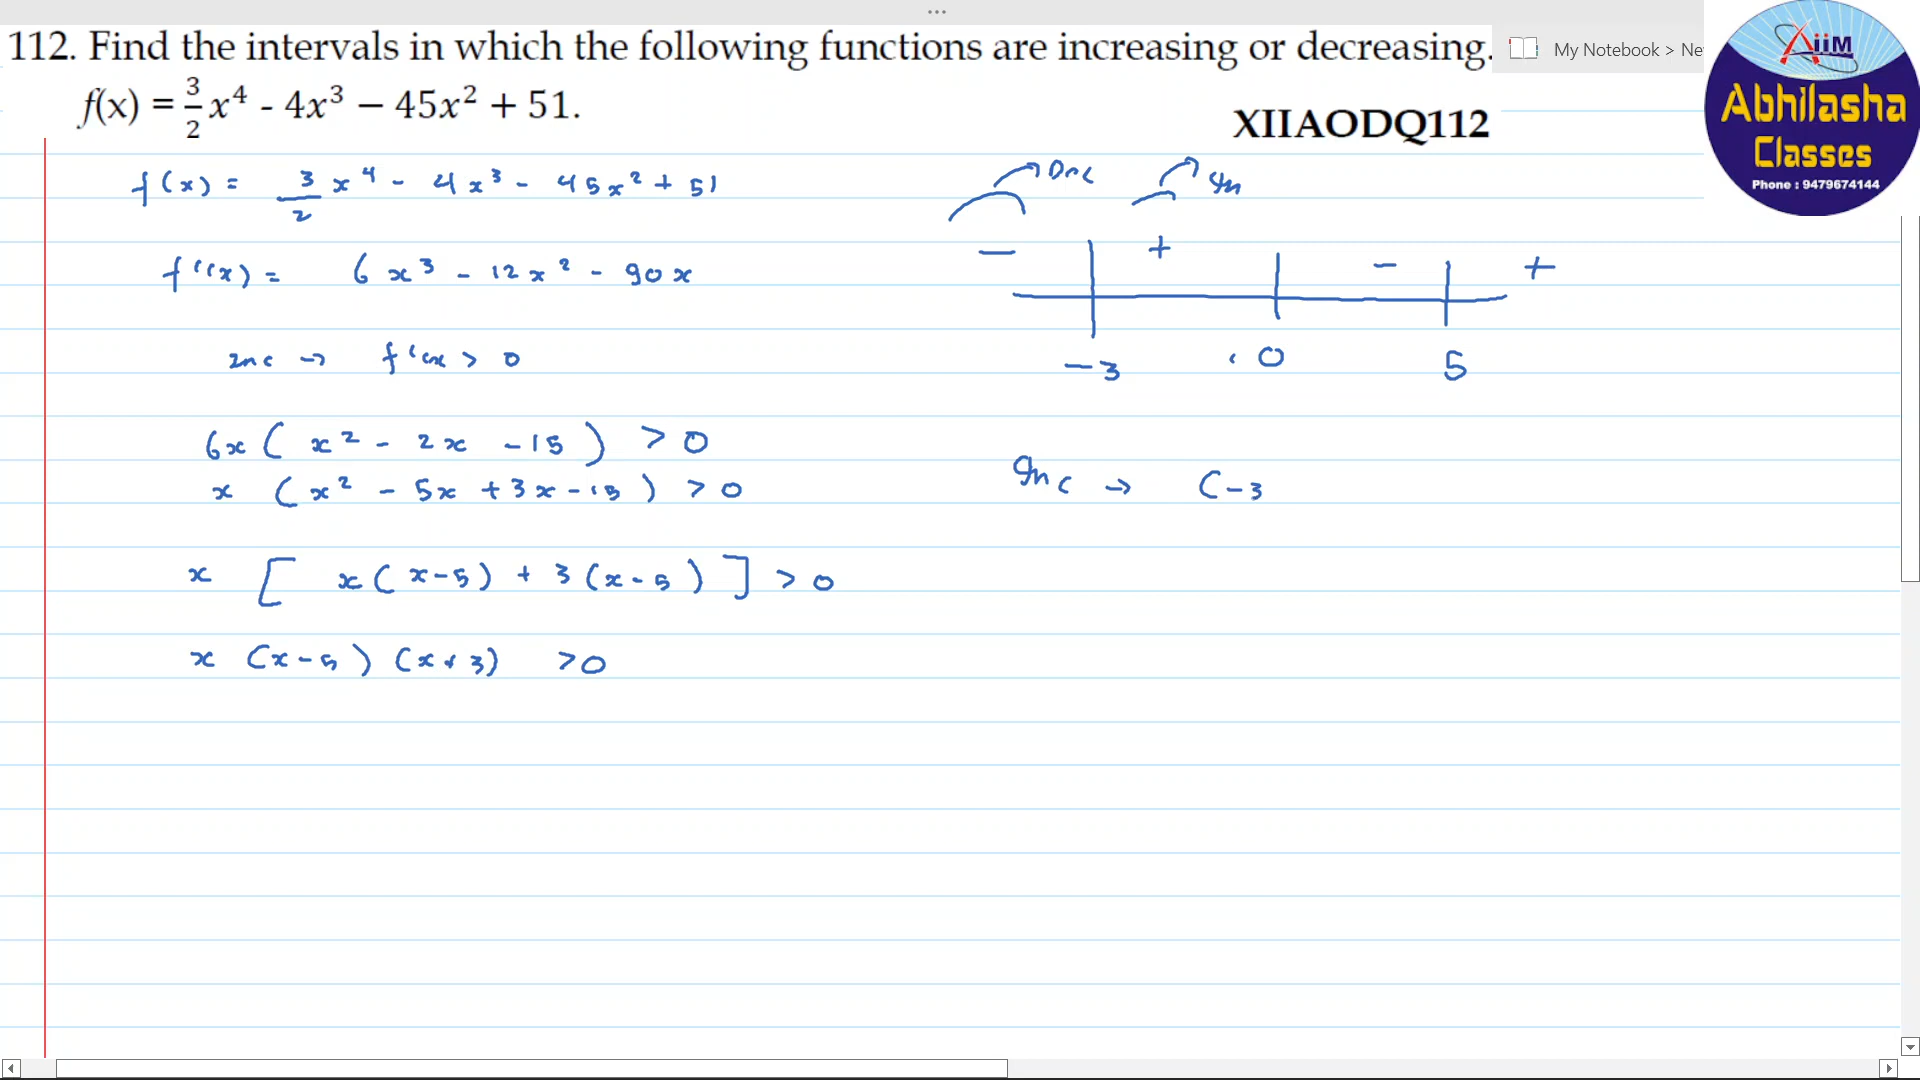 112. Find the intervals in which the following functions are increasing or decreasing.
f(x) = 3/2 x⁴ - 4x³ – 45x² + 51.
XIIAODQ112
My Notebook > Ne
AiiM
Abhilasha
Classes
Phone : 9479674144
f(x) = 3/2 x⁴ - 4x³ - 45x² + 51
f'(x) = 6x³ - 12x² - 90x
Inc → f'(x > 0
6x ( x² - 2x - 15 ) > 0
x ( x² - 5x + 3x - 15 ) > 0
x [ x ( x - 5 ) + 3 ( x - 5 ) ] > 0
x ( x - 5 ) ( x + 3 ) > 0
Dec In
- + - +
-3 0 5
Inc → ( -3